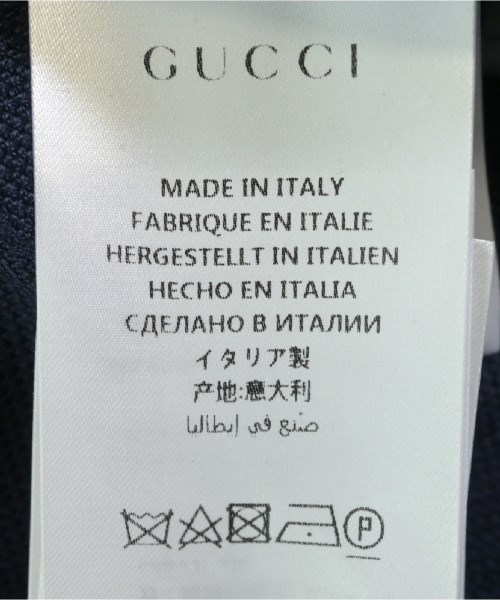 GUCCI
MADE IN ITALY
FABRIQUE EN ITALIE
HERGESTELLT IN ITALIEN
HECHO EN ITALIA
СДЕЛАНО В ИТАЛИИ
イタリア製
产地:意大利
صنع في إيطاليا
P